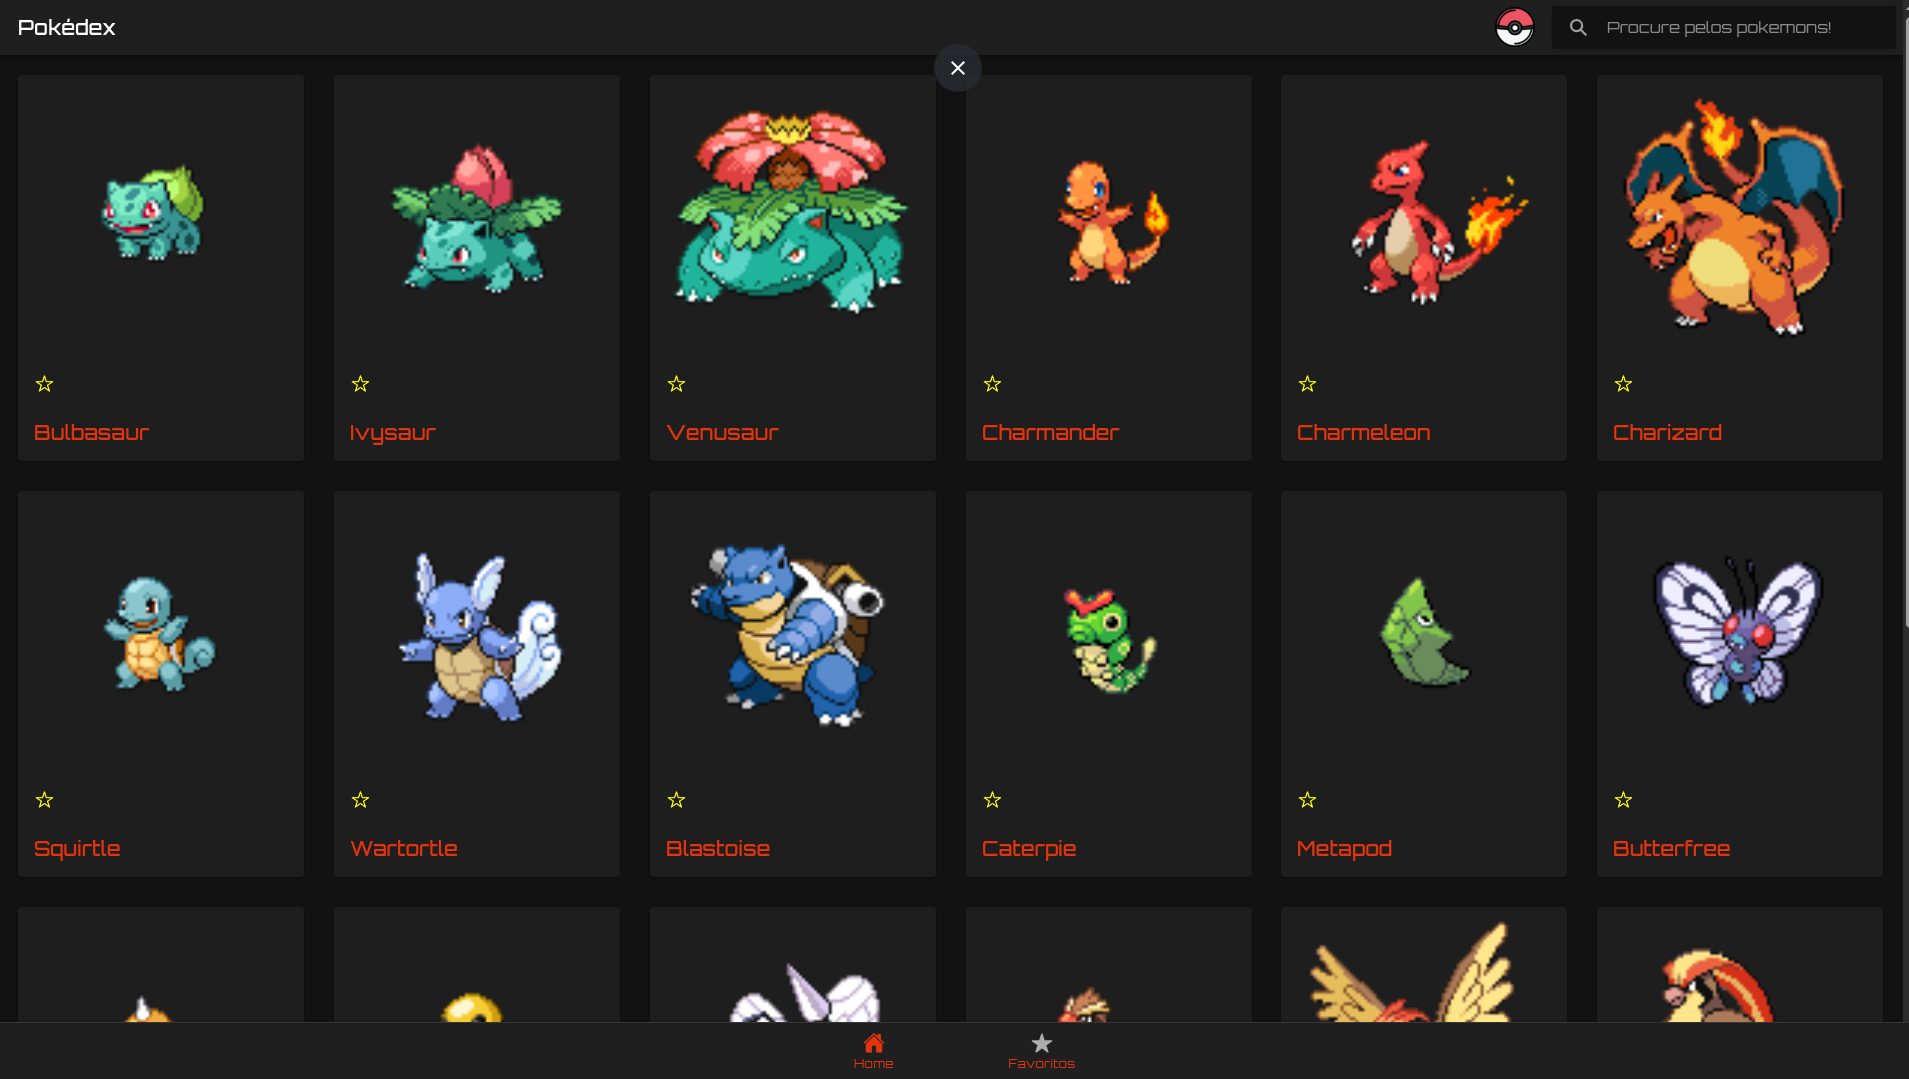 Pokédex
Procure pelos pokemons!
Bulbasaur
Ivysaur
Venusaur
Charmander
Charmeleon
Charizard
Squirtle
Wartortle
Blastoise
Caterpie
Metapod
Butterfree
Home
Favoritos